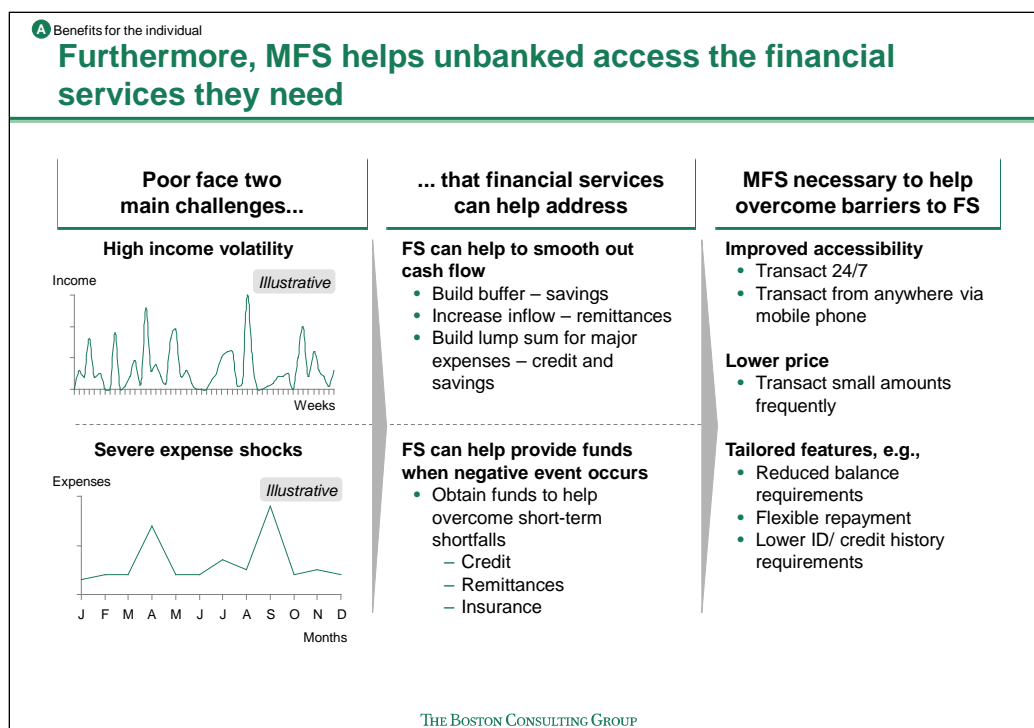 A Benefits for the individual
Furthermore, MFS helps unbanked access the financial
services they need
Poor face two
main challenges...
High income volatility
Income
Illustrative
Weeks
Severe expense shocks
Expenses
Illustrative
J F M A M J J A S O N D
Months
... that financial services
can help address
FS can help to smooth out
cash flow
• Build buffer – savings
• Increase inflow – remittances
• Build lump sum for major
expenses – credit and
savings
FS can help provide funds
when negative event occurs
• Obtain funds to help
overcome short-term
shortfalls
– Credit
– Remittances
– Insurance
MFS necessary to help
overcome barriers to FS
Improved accessibility
• Transact 24/7
• Transact from anywhere via
mobile phone
Lower price
• Transact small amounts
frequently
Tailored features, e.g.,
• Reduced balance
requirements
• Flexible repayment
• Lower ID/ credit history
requirements
THE BOSTON CONSULTING GROUP